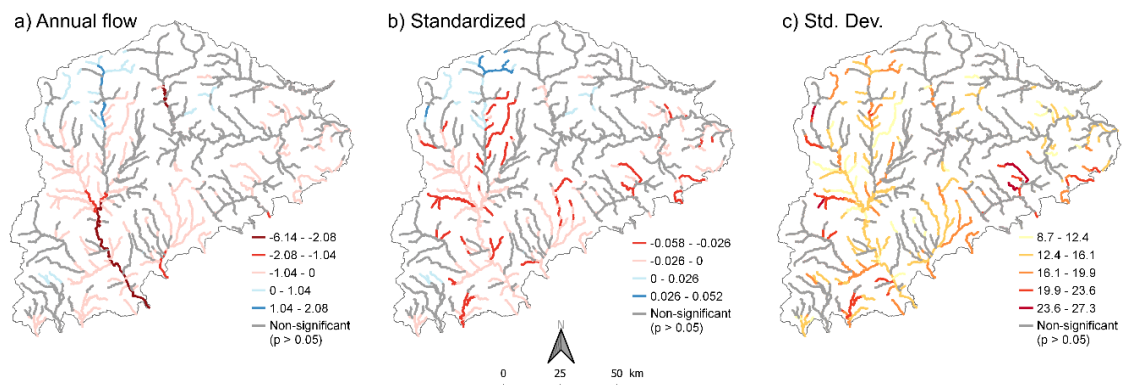 a) Annual flow
b) Standardized
c) Std. Dev.
-6.14 - -2.08
-2.08 - -1.04
-1.04 - 0
0 - 1.04
1.04 - 2.08
Non-significant
(p > 0.05)
-0.058 - -0.026
-0.026 - 0
0 - 0.026
0.026 - 0.052
Non-significant
(p > 0.05)
8.7 - 12.4
12.4 - 16.1
16.1 - 19.9
19.9 - 23.6
23.6 - 27.3
Non-significant
(p > 0.05)
N
0 25 50 km